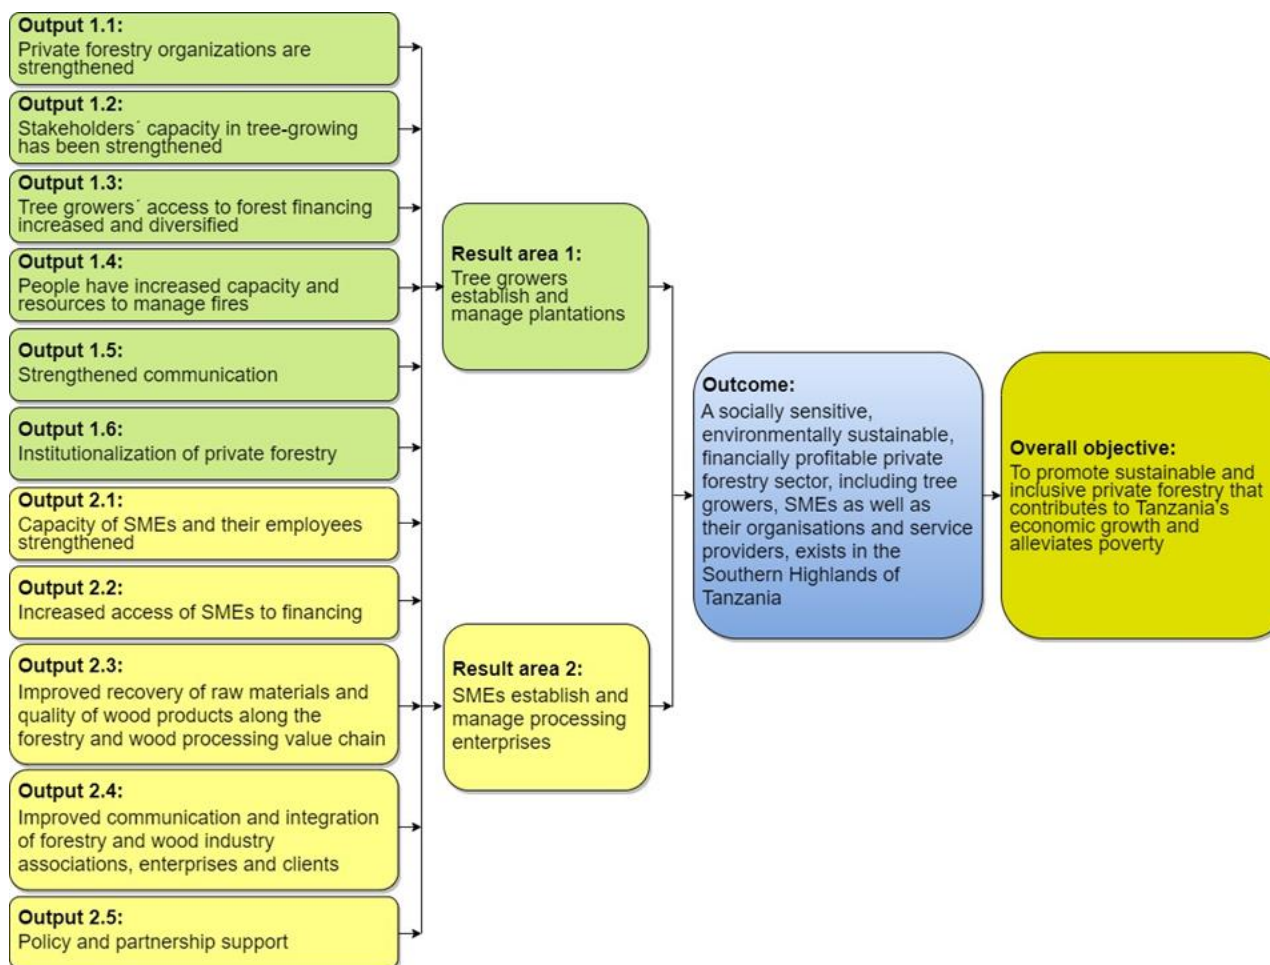 Output 1.1:
Private forestry organizations are
strengthened
Output 1.2:
Stakeholders´ capacity in tree-growing
has been strengthened
Output 1.3:
Tree growers´ access to forest financing
increased and diversified
Output 1.4:
People have increased capacity and
resources to manage fires
Output 1.5:
Strengthened communication
Output 1.6:
Institutionalization of private forestry
Output 2.1:
Capacity of SMEs and their employees
strengthened
Output 2.2:
Increased access of SMEs to financing
Output 2.3:
Improved recovery of raw materials and
quality of wood products along the
forestry and wood processing value chain
Output 2.4:
Improved communication and integration
of forestry and wood industry
associations, enterprises and clients
Output 2.5:
Policy and partnership support
Result area 1:
Tree growers
establish and
manage plantations
Result area 2:
SMEs establish and
manage processing
enterprises
Outcome:
A socially sensitive,
environmentally sustainable,
financially profitable private
forestry sector, including tree
growers, SMEs as well as
their organisations and service
providers, exists in the
Southern Highlands of
Tanzania
Overall objective:
To promote sustainable and
inclusive private forestry that
contributes to Tanzania's
economic growth and
alleviates poverty